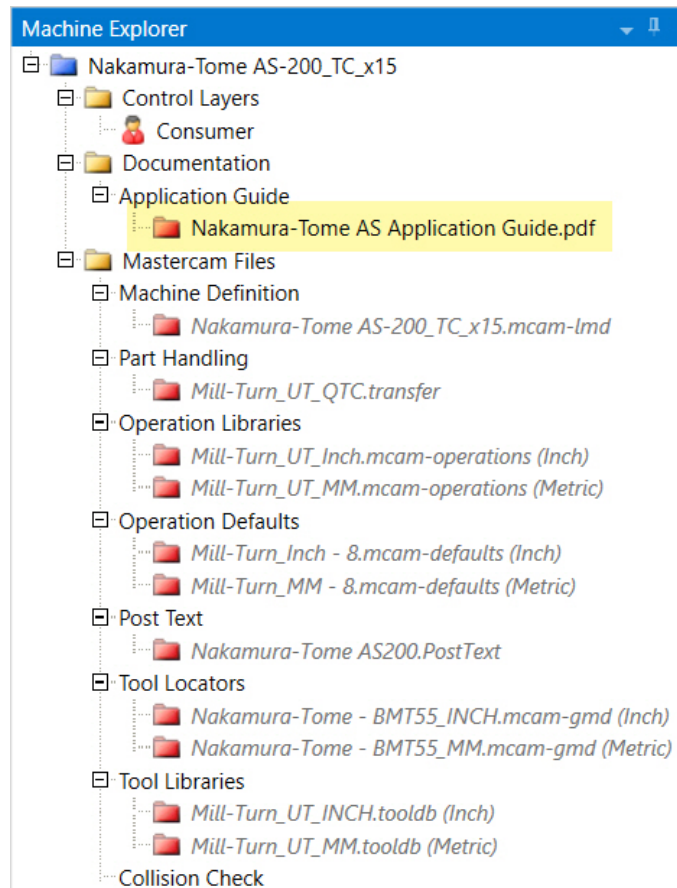 Machine Explorer
Nakamura-Tome AS-200_TC_x15
Control Layers
Consumer
Documentation
Application Guide
Nakamura-Tome AS Application Guide.pdf
Mastercam Files
Machine Definition
Nakamura-Tome AS-200_TC_x15.mcam-lmd
Part Handling
Mill-Turn_UT_QTC.transfer
Operation Libraries
Mill-Turn_UT_Inch.mcam-operations (Inch)
Mill-Turn_UT_MM.mcam-operations (Metric)
Operation Defaults
Mill-Turn_Inch - 8.mcam-defaults (Inch)
Mill-Turn_MM - 8.mcam-defaults (Metric)
Post Text
Nakamura-Tome AS200.PostText
Tool Locators
Nakamura-Tome - BMT55_INCH.mcam-gmd (Inch)
Nakamura-Tome - BMT55_MM.mcam-gmd (Metric)
Tool Libraries
Mill-Turn_UT_INCH.tooldb (Inch)
Mill-Turn_UT_MM.tooldb (Metric)
Collision Check